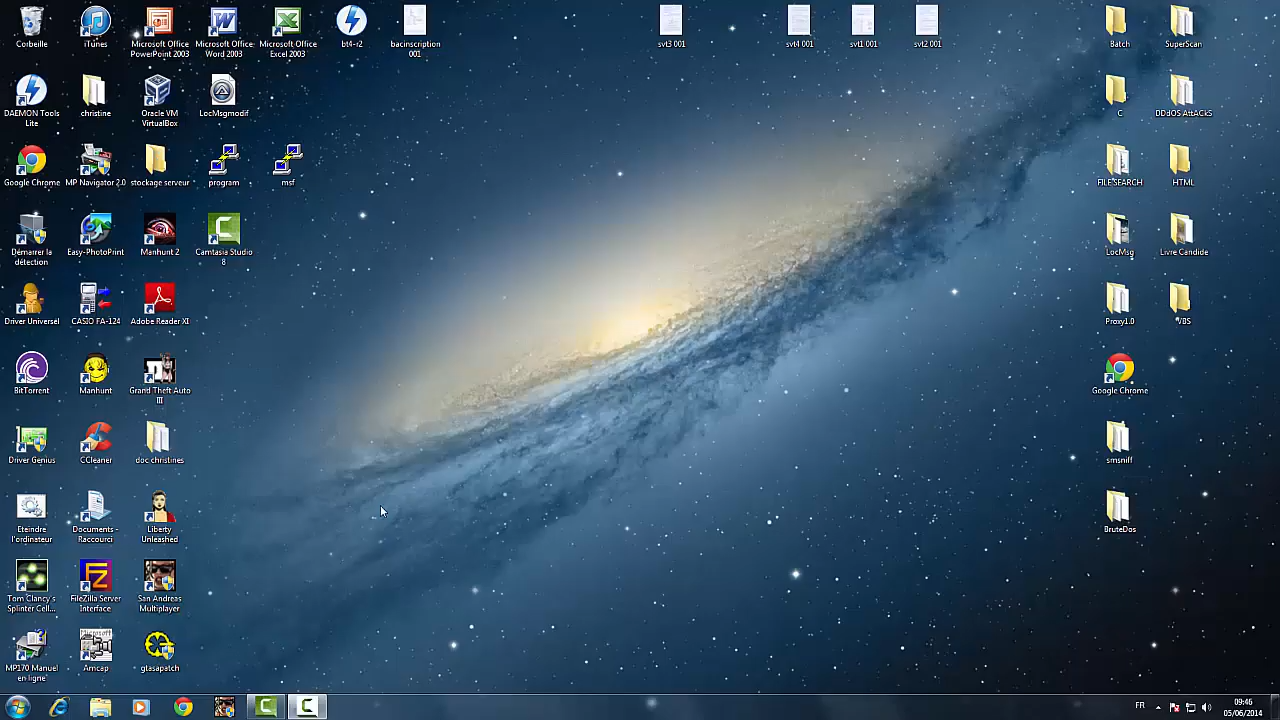 Corbeille
iTunes
Microsoft Office
PowerPoint 2003
Microsoft Office
Word 2003
Microsoft Office
Excel 2003
bt4-r2
bacinscription
001
svt3 001
svt4 001
svt1 001
svt2 001
Batch
SuperScan
DAEMON Tools
Lite
christine
Oracle VM
VirtualBox
LocMsgmodif
C
DDdOS AttAckS
Google Chrome
MP Navigator 2.0
stockage serveur
program
msf
FILE SEARCH
HTML
Démarrer la
détection
Easy-PhotoPrint
Manhunt 2
Camtasia Studio
8
LocMsg
Livre Candide
Driver Universel
CASIO FA-124
Adobe Reader XI
Proxy1.0
VBS
BitTorrent
Manhunt
Grand Theft Auto
III
Google Chrome
Driver Genius
CCleaner
doc christines
smsniff
Eteindre
l'ordinateur
Documents -
Raccourci
Liberty
Unleashed
BruteDos
Tom Clancy's
Splinter Cell...
FileZilla Server
Interface
San Andreas
Multiplayer
MP170 Manuel
en ligne
Microsoft
Amcap
gtasapatch
FR
09:46
05/06/2014